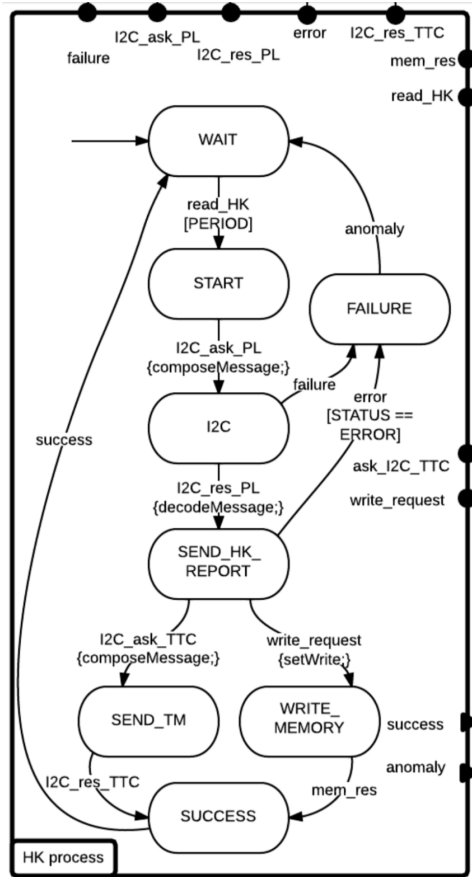 I2C_ask_PL
error
I2C_res_TTC
failure
I2C_res_PL
mem_res
read_HK
WAIT
read_HK
[PERIOD]
anomaly
START
FAILURE
I2C_ask_PL
{composeMessage;}
failure
error
[STATUS ==
ERROR]
I2C
success
ask_I2C_TTC
I2C_res_PL
{decodeMessage;}
write_request
SEND_HK_
REPORT
I2C_ask_TTC
{composeMessage;}
write_request
{setWrite;}
SEND_TM
WRITE_
MEMORY
success
anomaly
I2C_res_TTC
mem_res
SUCCESS
HK process